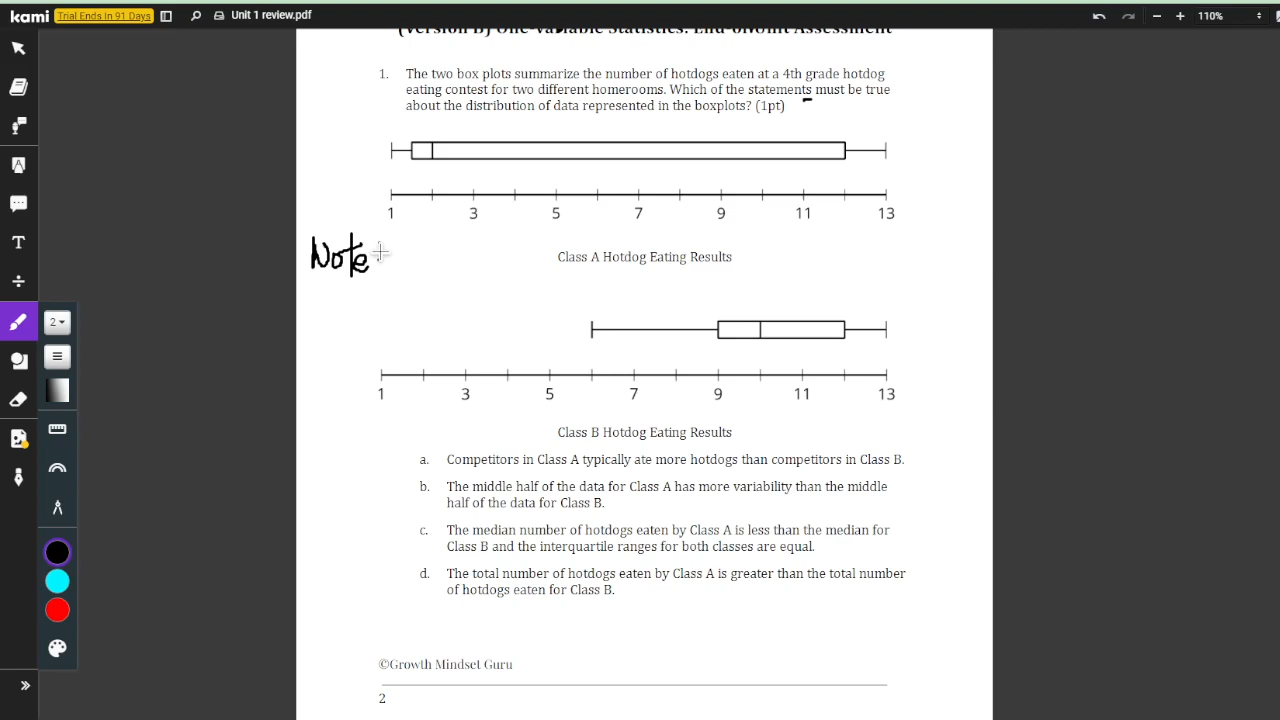 kami Trial Ends In 91 Days Unit 1 review.pdf 110%
(Version B) One-Variable Statistics: End-of-Unit Assessment
1. The two box plots summarize the number of hotdogs eaten at a 4th grade hotdog
eating contest for two different homerooms. Which of the statements must be true
about the distribution of data represented in the boxplots? (1pt)
1 3 5 7 9 11 13
Note
Class A Hotdog Eating Results
2
1 3 5 7 9 11 13
Class B Hotdog Eating Results
a. Competitors in Class A typically ate more hotdogs than competitors in Class B.
b. The middle half of the data for Class A has more variability than the middle
half of the data for Class B.
c. The median number of hotdogs eaten by Class A is less than the median for
Class B and the interquartile ranges for both classes are equal.
d. The total number of hotdogs eaten by Class A is greater than the total number
of hotdogs eaten for Class B.
©Growth Mindset Guru
2